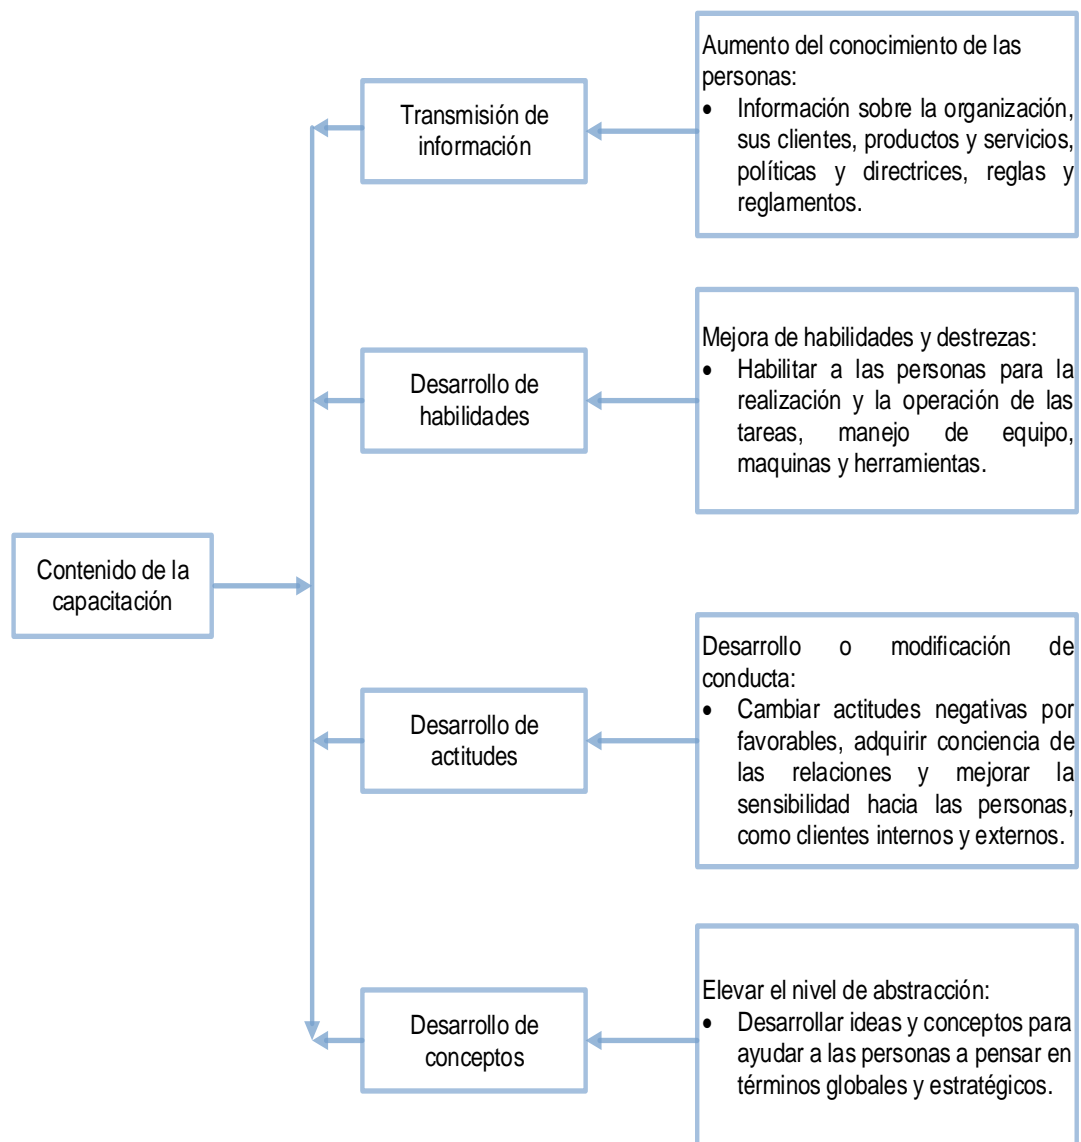 Contenido de la
capacitación
Transmisión de
información
Aumento del conocimiento de las
personas:
• Información sobre la organización,
sus clientes, productos y servicios,
políticas y directrices, reglas y
reglamentos.
Desarrollo de
habilidades
Mejora de habilidades y destrezas:
• Habilitar a las personas para la
realización y la operación de las
tareas, manejo de equipo,
maquinas y herramientas.
Desarrollo de
actitudes
Desarrollo o modificación de
conducta:
• Cambiar actitudes negativas por
favorables, adquirir conciencia de
las relaciones y mejorar la
sensibilidad hacia las personas,
como clientes internos y externos.
Desarrollo de
conceptos
Elevar el nivel de abstracción:
• Desarrollar ideas y conceptos para
ayudar a las personas a pensar en
términos globales y estratégicos.